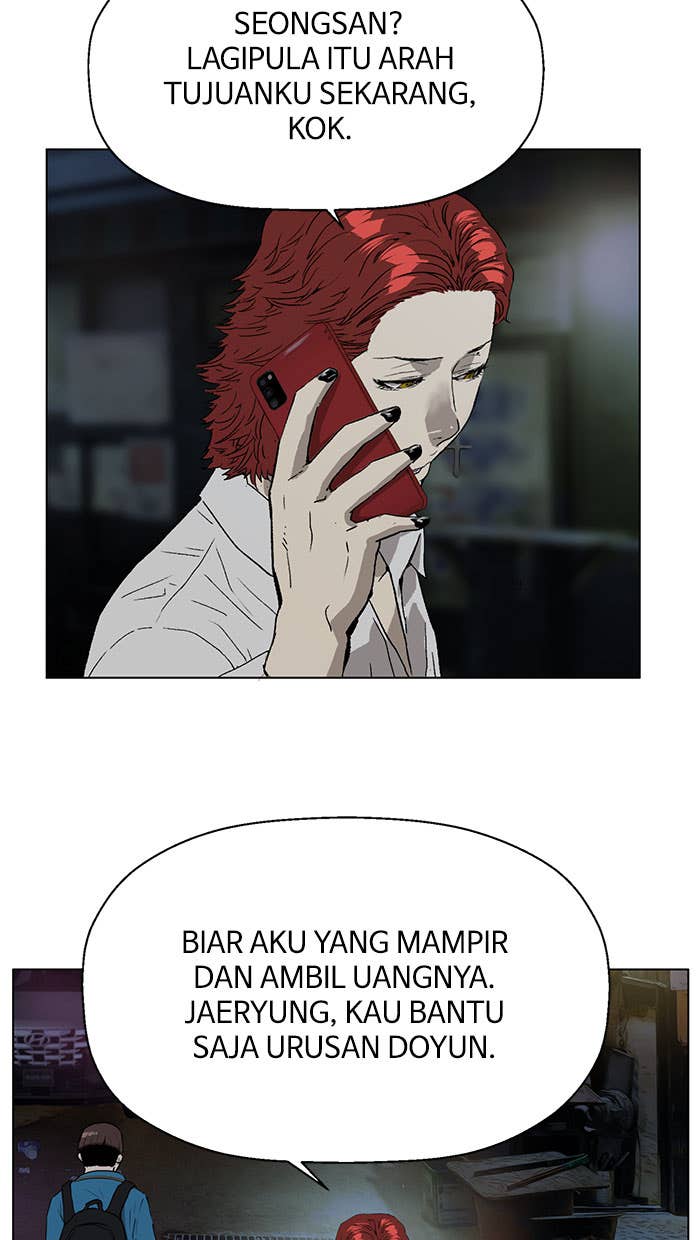 SEONGSAN?
LAGIPULA ITU ARAH
TUJUANKU SEKARANG,
KOK.
BIAR AKU YANG MAMPIR
DAN AMBIL UANGNYA.
JAERYUNG, KAU BANTU
SAJA URUSAN DOYUN.